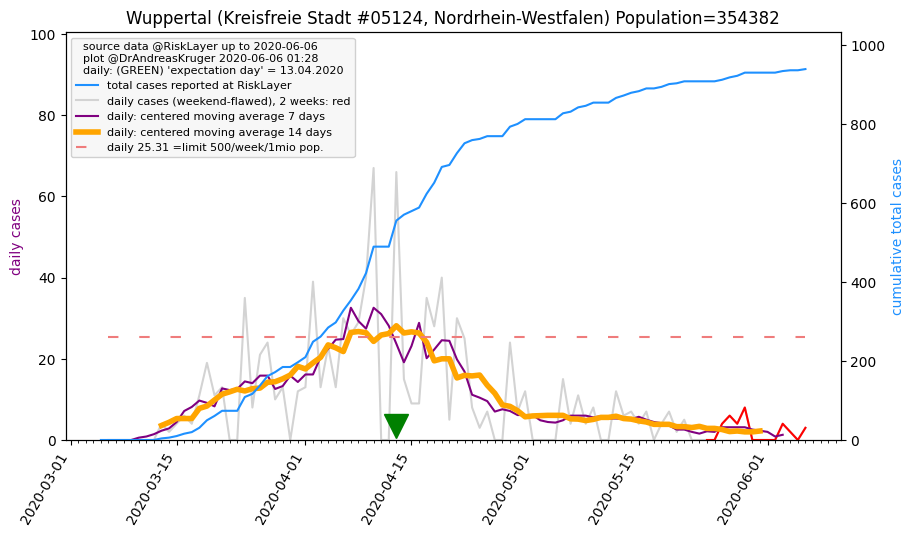 Wuppertal (Kreisfreie Stadt #05124, Nordrhein-Westfalen) Population=354382
source data @RiskLayer up to 2020-06-06
plot @DrAndreasKruger 2020-06-06 01:28
daily: (GREEN) 'expectation day' = 13.04.2020
total cases reported at RiskLayer
daily cases (weekend-flawed), 2 weeks: red
daily: centered moving average 7 days
daily: centered moving average 14 days
daily 25.31 =limit 500/week/1mio pop.
daily cases
100
80
60
40
20
0
cumulative total cases
1000
800
600
400
200
0
2020-03-01
2020-03-15
2020-04-01
2020-04-15
2020-05-01
2020-05-15
2020-06-01